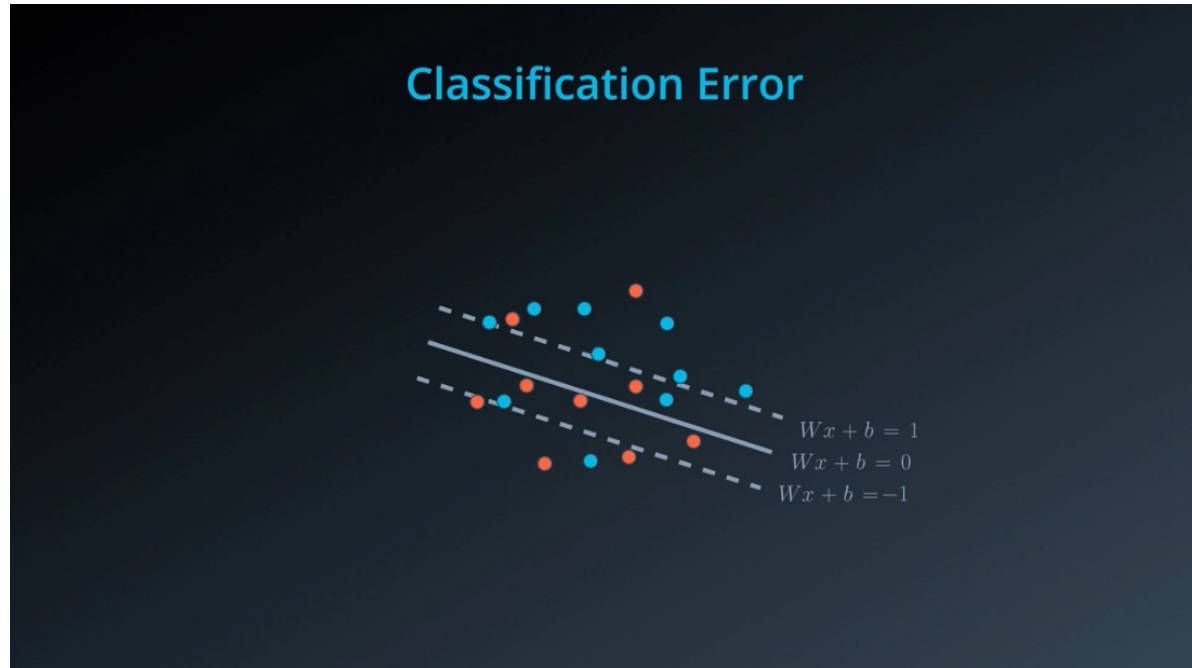 Classification Error
Wx + b = 1
Wx + b = 0
Wx + b =−1